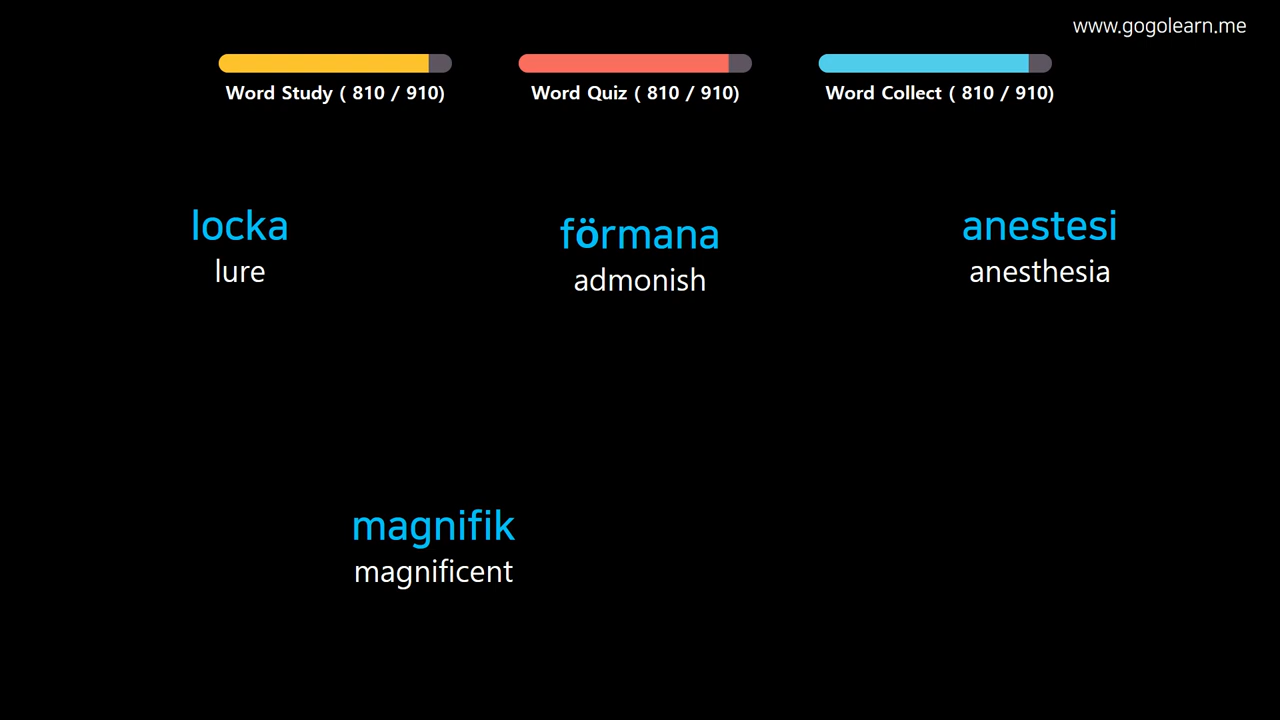 www.gogolearn.me
Word Study ( 810 / 910)
Word Quiz ( 810 / 910)
Word Collect ( 810 / 910)
locka
lure
förmana
admonish
anestesi
anesthesia
magnifik
magnificent